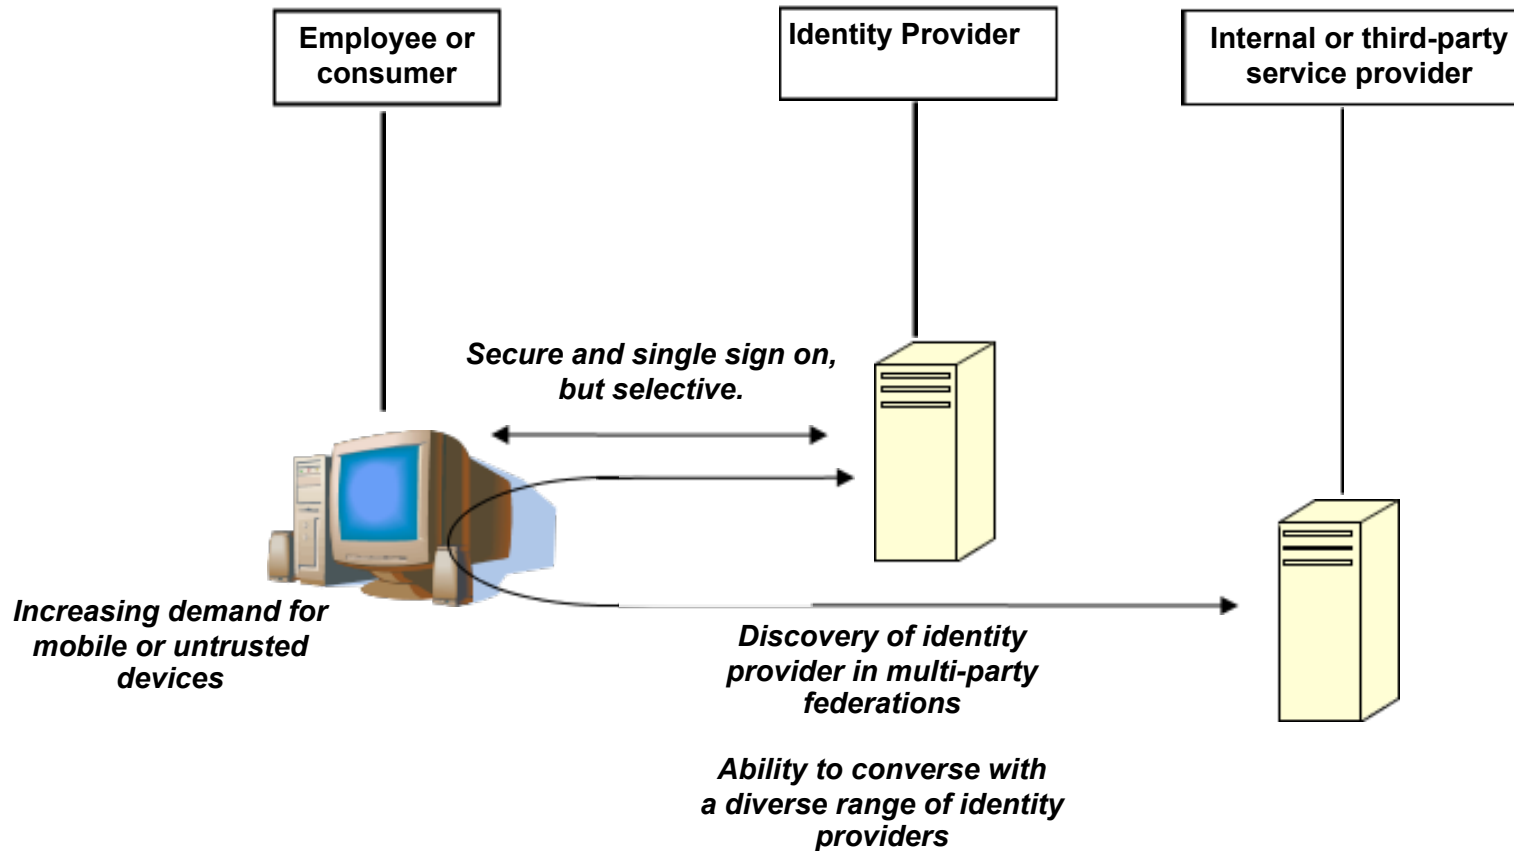 Employee or
consumer
Identity Provider
Internal or third-party
service provider
Secure and single sign on,
but selective.
Increasing demand for
mobile or untrusted
devices
Discovery of identity
provider in multi-party
federations
Ability to converse with
a diverse range of identity
providers